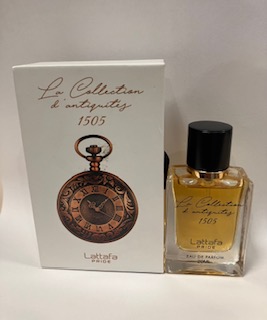 La Collection
d'antiquités
1505
Lattafa
PRIDE
La Collection
d'antiquités
1505
Lattafa
PRIDE
EAU DE PARFUM